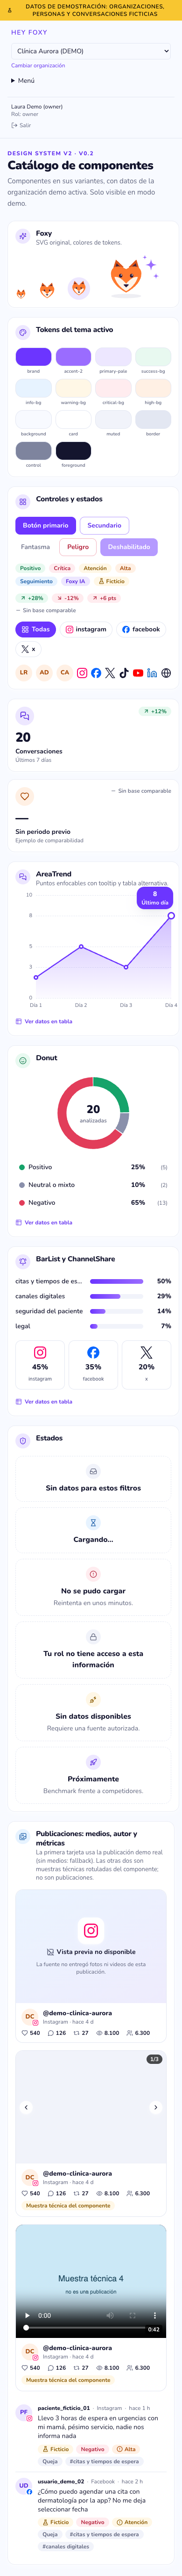 DATOS DE DEMOSTRACIÓN: ORGANIZACIONES,
PERSONAS Y CONVERSACIONES FICTICIAS
HEY FOXY
Clínica Aurora (DEMO)
Cambiar organización
Menú
Laura Demo (owner)
Rol: owner
Salir
DESIGN SYSTEM V2 · V0.2
Catálogo de componentes
Componentes en sus variantes, con datos de la
organización demo activa. Solo visible en modo
demo.
Foxy
SVG original, colores de tokens.
Tokens del tema activo
brand
accent-2
primary-pale
success-bg
info-bg
warning-bg
critical-bg
high-bg
background
card
muted
border
control
foreground
Controles y estados
Botón primario
Secundario
Fantasma
Peligro
Deshabilitado
Positivo
Crítica
Atención
Alta
Seguimiento
Foxy IA
Ficticio
+28%
-12%
+6 pts
Sin base comparable
Todas
instagram
facebook
x
LR
AD
CA
+12%
20
Conversaciones
Últimos 7 días
Sin base comparable
—
Sin periodo previo
Ejemplo de comparabilidad
AreaTrend
Puntos enfocables con tooltip y tabla alternativa.
8
Último día
10
8
5
3
0
Día 1
Día 2
Día 3
Día 4
Ver datos en tabla
Donut
20
analizadas
Positivo 25% (5)
Neutral o mixto 10% (2)
Negativo 65% (13)
Ver datos en tabla
BarList y ChannelShare
citas y tiempos de es... 50%
canales digitales 29%
seguridad del paciente 14%
legal 7%
45%
instagram
35%
facebook
20%
x
Ver datos en tabla
Estados
Sin datos para estos filtros
Cargando...
No se pudo cargar
Reintenta en unos minutos.
Tu rol no tiene acceso a esta
información
Sin datos disponibles
Requiere una fuente autorizada.
Próximamente
Benchmark frente a competidores.
Publicaciones: medios, autor y
métricas
La primera tarjeta usa la publicación demo real
(sin medios: fallback). Las otras dos son
muestras técnicas rotuladas del componente;
no son publicaciones.
Vista previa no disponible
La fuente no entregó fotos ni videos de esta
publicación.
DC
@demo-clinica-aurora
Instagram · hace 4 d
540 126 27 8.100 6.300
1/3
DC
@demo-clinica-aurora
Instagram · hace 4 d
540 126 27 8.100 6.300
Muestra técnica del componente
Muestra técnica 4
no es una publicación
0:00
0:42
DC
@demo-clinica-aurora
Instagram · hace 4 d
540 126 27 8.100 6.300
Muestra técnica del componente
PF
paciente_ficticio_01 · Instagram · hace 1 h
Llevo 3 horas de espera en urgencias con
mi mamá, pésimo servicio, nadie nos
informa nada
Ficticio
Negativo
Alta
Queja
#citas y tiempos de espera
UD
usuario_demo_02 · Facebook · hace 2 h
¿Cómo puedo agendar una cita con
dermatología por la app? No me deja
seleccionar fecha
Ficticio
Negativo
Atención
Queja
#citas y tiempos de espera
#canales digitales